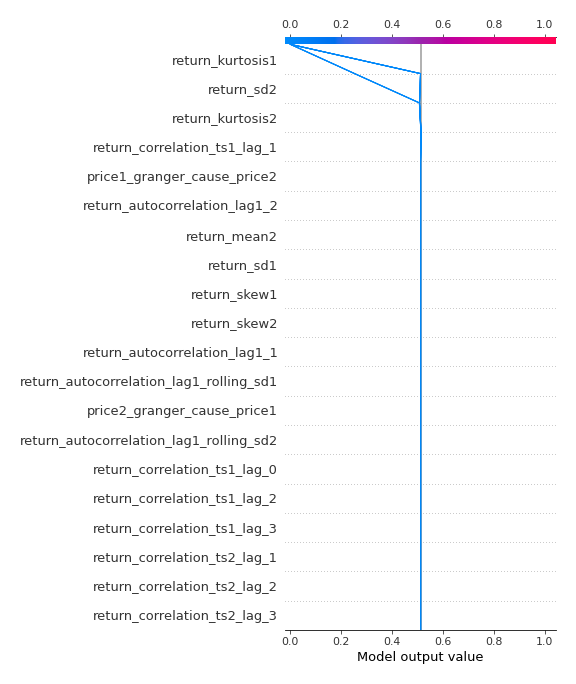 0.0 0.2 0.4 0.6 0.8 1.0
return_kurtosis1
return_sd2
return_kurtosis2
return_correlation_ts1_lag_1
price1_granger_cause_price2
return_autocorrelation_lag1_2
return_mean2
return_sd1
return_skew1
return_skew2
return_autocorrelation_lag1_1
return_autocorrelation_lag1_rolling_sd1
price2_granger_cause_price1
return_autocorrelation_lag1_rolling_sd2
return_correlation_ts1_lag_0
return_correlation_ts1_lag_2
return_correlation_ts1_lag_3
return_correlation_ts2_lag_1
return_correlation_ts2_lag_2
return_correlation_ts2_lag_3
0.0 0.2 0.4 0.6 0.8 1.0
Model output value